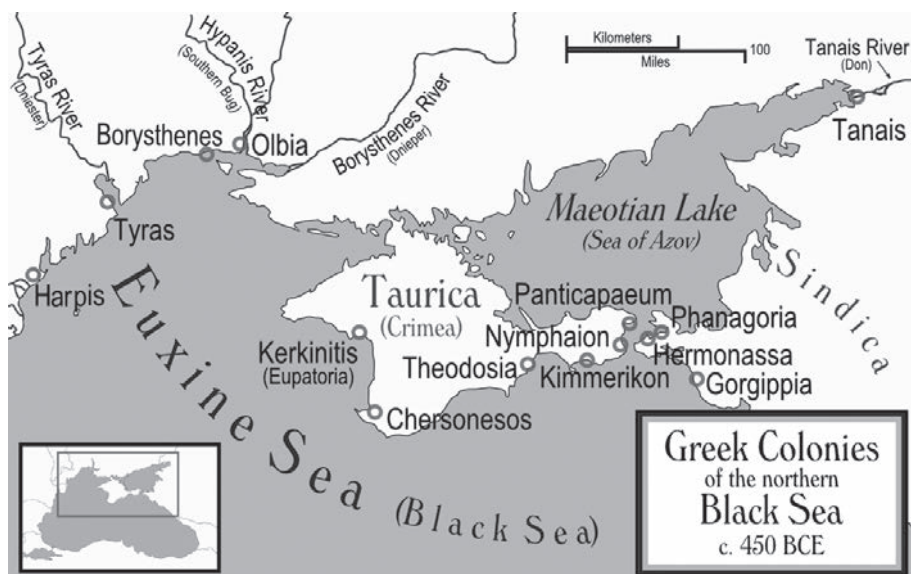 Tyras River
(Dniester)
Hypanis River
(Southern Bug)
Borysthenes River
(Dnieper)
Kilometers
100
Miles
Tanais River
(Don)
Tanais
Borysthenes
Olbia
Tyras
Harpis
Maeotian Lake
(Sea of Azov)
Sindica
Taurica
(Crimea)
Panticapaeum
Phanagoria
Nymphaion
Hermonassa
Kerkinitis
(Eupatoria)
Theodosia
Kimmerikon
Gorgippia
Chersonesos
Euxine Sea (Black Sea)
Greek Colonies
of the northern
Black Sea
c. 450 BCE